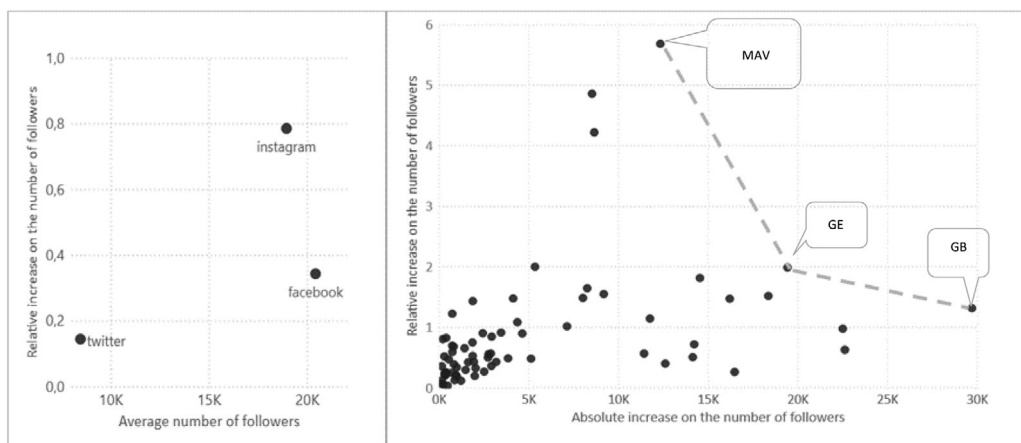 Relative increase on the number of followers
1,0
0,8
0,6
0,4
0,2
0,0
instagram
facebook
twitter
10K
15K
20K
Average number of followers
Relative increase on the number of followers
6
5
4
3
2
1
0
MAV
GE
GB
0K
5K
10K
15K
20K
25K
30K
Absolute increase on the number of followers